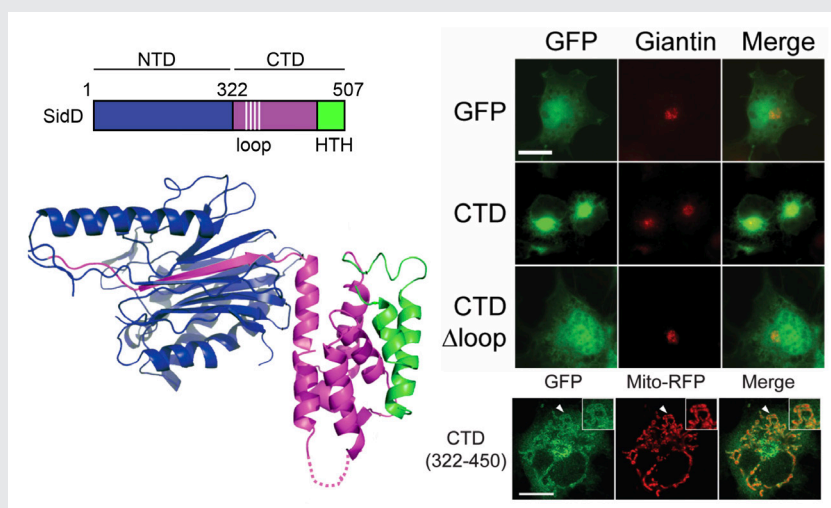 NTD CTD
1 322 507
SidD
loop HTH
GFP Giantin Merge
GFP
CTD
CTD
Δloop
GFP Mito-RFP Merge
CTD
(322-450)